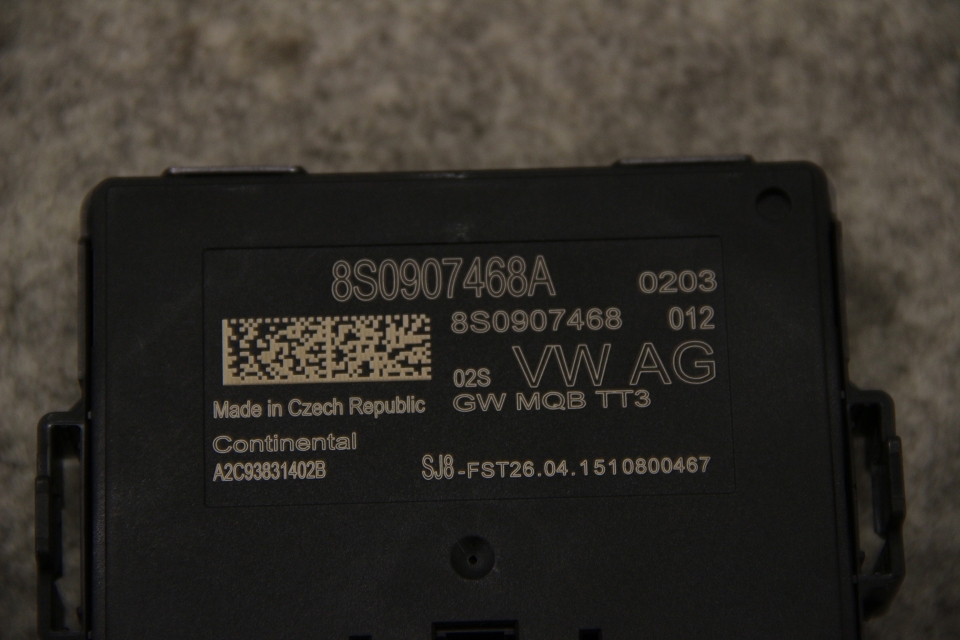 8S0907468A 0203
8S0907468 012
02S VW AG
GW MQB TT3
Made in Czech Republic
Continental
A2C93831402B SJ8-FST26.04.1510800467